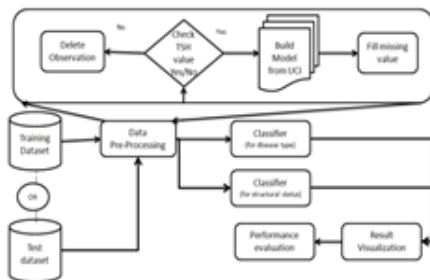 No
Yes
Delete
Observation
Check
TSH
value
Yes/No
Build
Model
from UCI
Fill missing
value
Training
Dataset
Data
Pre-Processing
Classifier
(for disease type)
OR
Classifier
(for structural status)
Test
dataset
Performance
evaluation
Result
Visualization